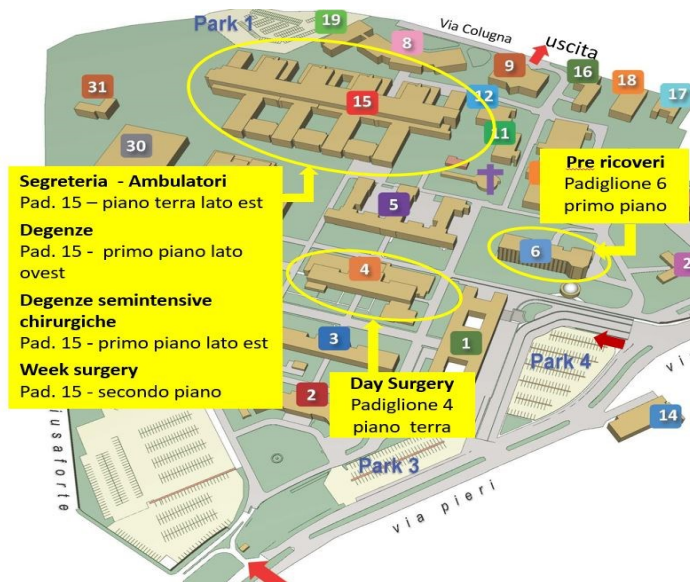 19
Park 1
8
Via Colugna
uscita
9
16
18
17
31
15
12
11
30
Segreteria - Ambulatori
Pad. 15 – piano terra lato est
Degenze
Pad. 15 - primo piano lato
ovest
Degenze semintensive
chirurgiche
Pad. 15 - primo piano lato est
Week surgery
Pad. 15 - secondo piano
Pre ricoveri
Padiglione 6
primo piano
5
6
4
3
1
2
Day Surgery
Padiglione 4
piano terra
Park 4
14
Park 3
via pieri